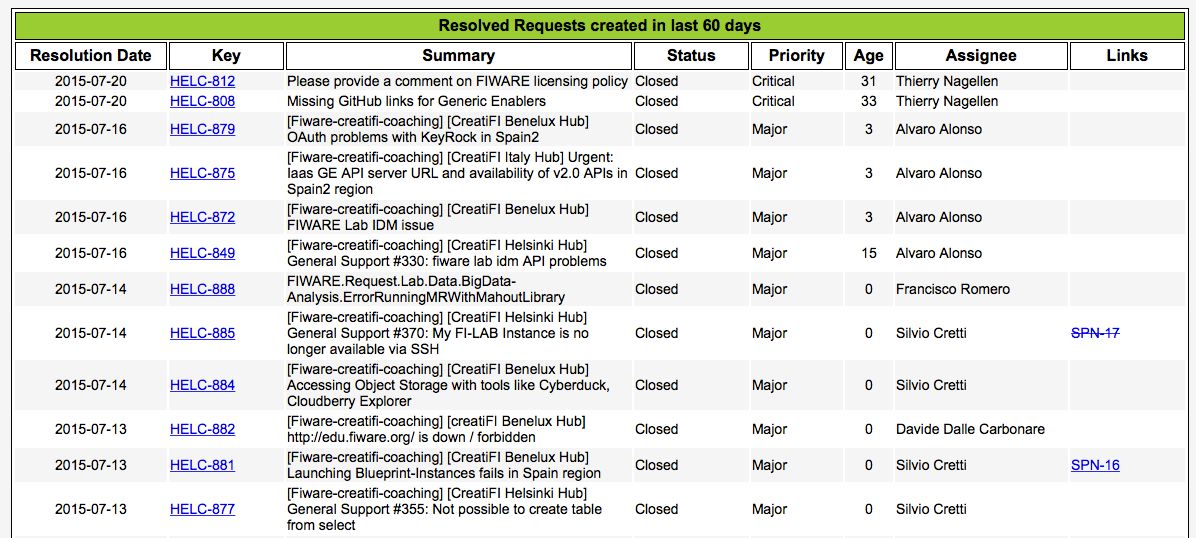 Resolved Requests created in last 60 days
Resolution Date Key Summary Status Priority Age Assignee Links
2015-07-20 HELC-812 Please provide a comment on FIWARE licensing policy Closed Critical 31 Thierry Nagellen
2015-07-20 HELC-808 Missing GitHub links for Generic Enablers Closed Critical 33 Thierry Nagellen
[Fiware-creatifi-coaching] [CreatiFI Benelux Hub]
2015-07-16 HELC-879 OAuth problems with KeyRock in Spain2 Closed Major 3 Alvaro Alonso
[Fiware-creatifi-coaching] [CreatiFI Italy Hub] Urgent:
2015-07-16 HELC-875 Iaas GE API server URL and availability of v2.0 APIs in Closed Major 3 Alvaro Alonso
Spain2 region
[Fiware-creatifi-coaching] [CreatiFI Benelux Hub]
2015-07-16 HELC-872 FIWARE Lab IDM issue Closed Major 3 Alvaro Alonso
[Fiware-creatifi-coaching] [CreatiFI Helsinki Hub]
2015-07-16 HELC-849 General Support #330: fiware lab idm API problems Closed Major 15 Alvaro Alonso
FIWARE.Request.Lab.Data.BigData-
2015-07-14 HELC-888 Analysis.ErrorRunningMRWithMahoutLibrary Closed Major 0 Francisco Romero
[Fiware-creatifi-coaching] [CreatiFI Helsinki Hub]
2015-07-14 HELC-885 General Support #370: My FI-LAB Instance is no Closed Major 0 Silvio Cretti SPN-17
longer available via SSH
[Fiware-creatifi-coaching] [CreatiFI Benelux Hub]
2015-07-14 HELC-884 Accessing Object Storage with tools like Cyberduck, Closed Major 0 Silvio Cretti
Cloudberry Explorer
[Fiware-creatifi-coaching] [creatiFI Benelux Hub]
2015-07-13 HELC-882 http://edu.fiware.org/ is down / forbidden Closed Major 0 Davide Dalle Carbonare
[Fiware-creatifi-coaching] [CreatiFI Benelux Hub]
2015-07-13 HELC-881 Launching Blueprint-Instances fails in Spain region Closed Major 0 Silvio Cretti SPN-16
[Fiware-creatifi-coaching] [CreatiFI Helsinki Hub]
2015-07-13 HELC-877 General Support #355: Not possible to create table Closed Major 0 Silvio Cretti
from select